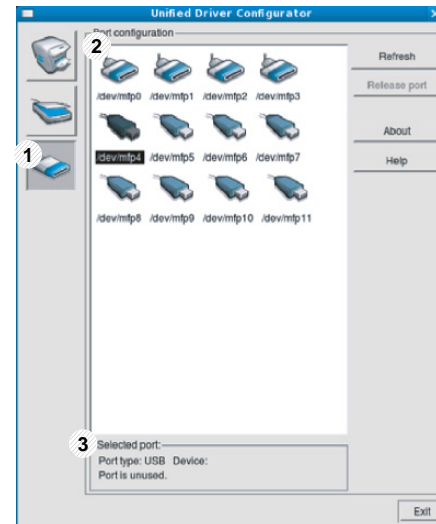 Unified Driver Configurator
Port configuration
2
/dev/mfp0 /dev/mfp1 /dev/mfp2 /dev/mfp3
Refresh
Release port
About
1
/dev/mfp4 /dev/mfp5 /dev/mfp6 /dev/mfp7
Help
/dev/mfp8 /dev/mfp9 /dev/mfp10 /dev/mfp11
3
Selected port:
Port type: USB Device:
Port is unused.
Exit